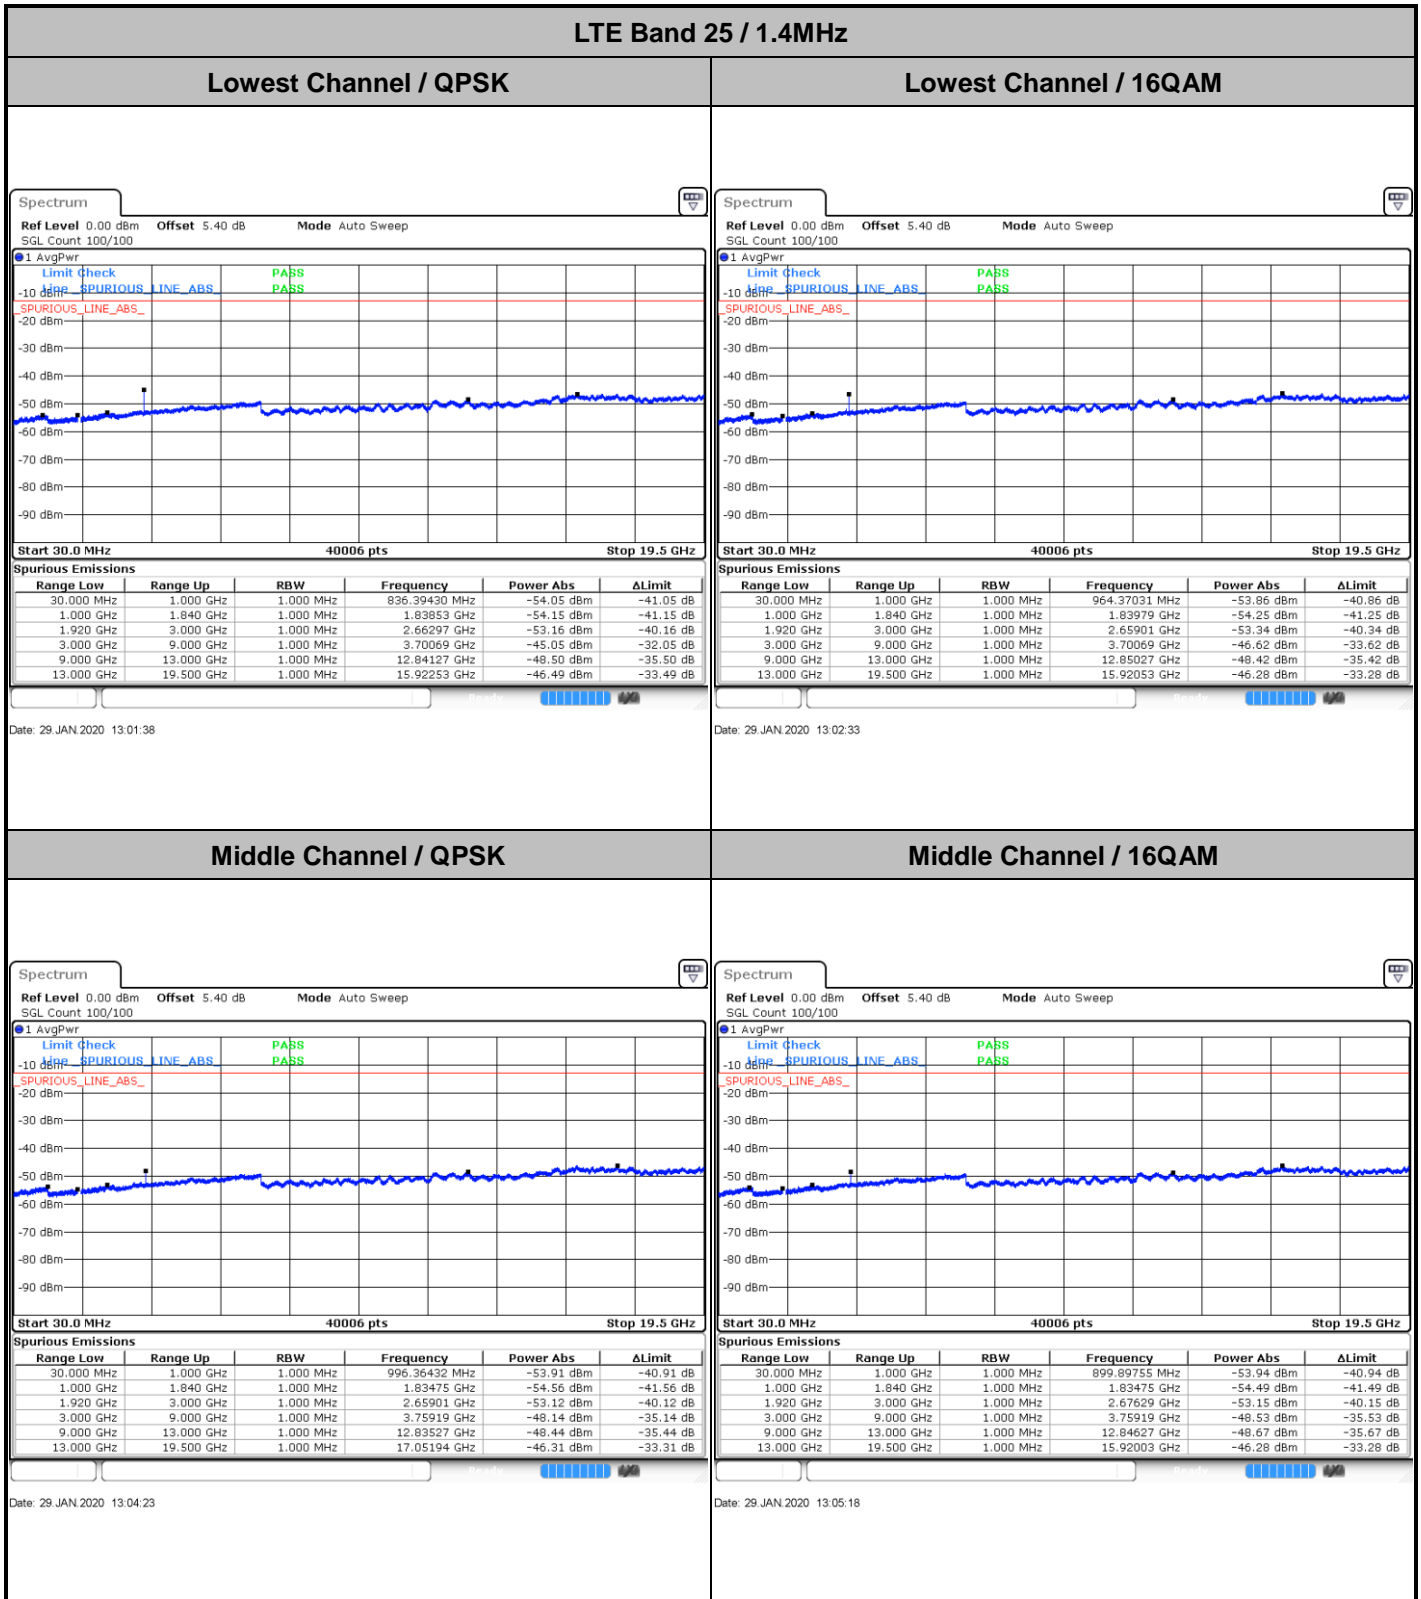 LTE Band 25 / 1.4MHz
Lowest Channel / QPSK
Lowest Channel / 16QAM
Spectrum
Ref Level 0.00 dBm Offset 5.40 dB Mode Auto Sweep
SGL Count 100/100
1 AvgPwr
Limit Check PASS
Line _SPURIOUS_LINE_ABS_ PASS
-10 dBm
_SPURIOUS_LINE_ABS_
-20 dBm
-30 dBm
-40 dBm
-50 dBm
-60 dBm
-70 dBm
-80 dBm
-90 dBm
Start 30.0 MHz 40006 pts Stop 19.5 GHz
Spurious Emissions
Range Low Range Up RBW Frequency Power Abs ΔLimit
30.000 MHz 1.000 GHz 1.000 MHz 836.39430 MHz -54.05 dBm -41.05 dB
1.000 GHz 1.840 GHz 1.000 MHz 1.83853 GHz -54.15 dBm -41.15 dB
1.920 GHz 3.000 GHz 1.000 MHz 2.66297 GHz -53.16 dBm -40.16 dB
3.000 GHz 9.000 GHz 1.000 MHz 3.70069 GHz -45.05 dBm -32.05 dB
9.000 GHz 13.000 GHz 1.000 MHz 12.84127 GHz -48.50 dBm -35.50 dB
13.000 GHz 19.500 GHz 1.000 MHz 15.92253 GHz -46.49 dBm -33.49 dB
Date: 29.JAN.2020 13:01:38
Spectrum
Ref Level 0.00 dBm Offset 5.40 dB Mode Auto Sweep
SGL Count 100/100
1 AvgPwr
Limit Check PASS
Line _SPURIOUS_LINE_ABS_ PASS
-10 dBm
_SPURIOUS_LINE_ABS_
-20 dBm
-30 dBm
-40 dBm
-50 dBm
-60 dBm
-70 dBm
-80 dBm
-90 dBm
Start 30.0 MHz 40006 pts Stop 19.5 GHz
Spurious Emissions
Range Low Range Up RBW Frequency Power Abs ΔLimit
30.000 MHz 1.000 GHz 1.000 MHz 964.37031 MHz -53.86 dBm -40.86 dB
1.000 GHz 1.840 GHz 1.000 MHz 1.83979 GHz -54.25 dBm -41.25 dB
1.920 GHz 3.000 GHz 1.000 MHz 2.65901 GHz -53.34 dBm -40.34 dB
3.000 GHz 9.000 GHz 1.000 MHz 3.70069 GHz -46.62 dBm -33.62 dB
9.000 GHz 13.000 GHz 1.000 MHz 12.85027 GHz -48.42 dBm -35.42 dB
13.000 GHz 19.500 GHz 1.000 MHz 15.92053 GHz -46.28 dBm -33.28 dB
Date: 29.JAN.2020 13:02:33
Middle Channel / QPSK
Middle Channel / 16QAM
Spectrum
Ref Level 0.00 dBm Offset 5.40 dB Mode Auto Sweep
SGL Count 100/100
1 AvgPwr
Limit Check PASS
Line _SPURIOUS_LINE_ABS_ PASS
-10 dBm
_SPURIOUS_LINE_ABS_
-20 dBm
-30 dBm
-40 dBm
-50 dBm
-60 dBm
-70 dBm
-80 dBm
-90 dBm
Start 30.0 MHz 40006 pts Stop 19.5 GHz
Spurious Emissions
Range Low Range Up RBW Frequency Power Abs ΔLimit
30.000 MHz 1.000 GHz 1.000 MHz 996.36432 MHz -53.91 dBm -40.91 dB
1.000 GHz 1.840 GHz 1.000 MHz 1.83475 GHz -54.56 dBm -41.56 dB
1.920 GHz 3.000 GHz 1.000 MHz 2.65901 GHz -53.12 dBm -40.12 dB
3.000 GHz 9.000 GHz 1.000 MHz 3.75919 GHz -48.14 dBm -35.14 dB
9.000 GHz 13.000 GHz 1.000 MHz 12.83527 GHz -48.44 dBm -35.44 dB
13.000 GHz 19.500 GHz 1.000 MHz 17.05194 GHz -46.31 dBm -33.31 dB
Date: 29.JAN.2020 13:04:23
Spectrum
Ref Level 0.00 dBm Offset 5.40 dB Mode Auto Sweep
SGL Count 100/100
1 AvgPwr
Limit Check PASS
Line _SPURIOUS_LINE_ABS_ PASS
-10 dBm
_SPURIOUS_LINE_ABS_
-20 dBm
-30 dBm
-40 dBm
-50 dBm
-60 dBm
-70 dBm
-80 dBm
-90 dBm
Start 30.0 MHz 40006 pts Stop 19.5 GHz
Spurious Emissions
Range Low Range Up RBW Frequency Power Abs ΔLimit
30.000 MHz 1.000 GHz 1.000 MHz 899.89755 MHz -53.94 dBm -40.94 dB
1.000 GHz 1.840 GHz 1.000 MHz 1.83475 GHz -54.49 dBm -41.49 dB
1.920 GHz 3.000 GHz 1.000 MHz 2.67629 GHz -53.15 dBm -40.15 dB
3.000 GHz 9.000 GHz 1.000 MHz 3.75919 GHz -48.53 dBm -35.53 dB
9.000 GHz 13.000 GHz 1.000 MHz 12.84627 GHz -48.67 dBm -35.67 dB
13.000 GHz 19.500 GHz 1.000 MHz 15.92003 GHz -46.28 dBm -33.28 dB
Date: 29.JAN.2020 13:05:18